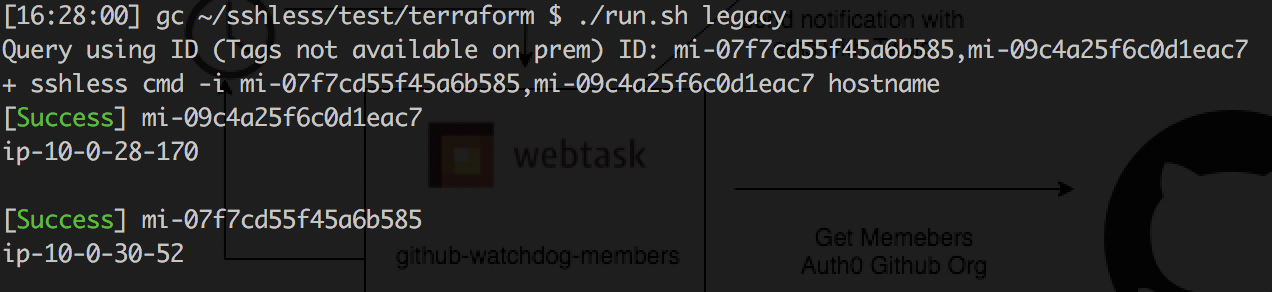 [16:28:00] gc ~/sshless/test/terraform $ ./run.sh legacy
Query using ID (Tags not available on prem) ID: mi-07f7cd55f45a6b585,mi-09c4a25f6c0d1eac7
+ sshless cmd -i mi-07f7cd55f45a6b585,mi-09c4a25f6c0d1eac7 hostname
[Success] mi-09c4a25f6c0d1eac7
ip-10-0-28-170
[Success] mi-07f7cd55f45a6b585
ip-10-0-30-52
notification with
webtask
github-watchdog-members
Get Memebers
Auth0 Github Org